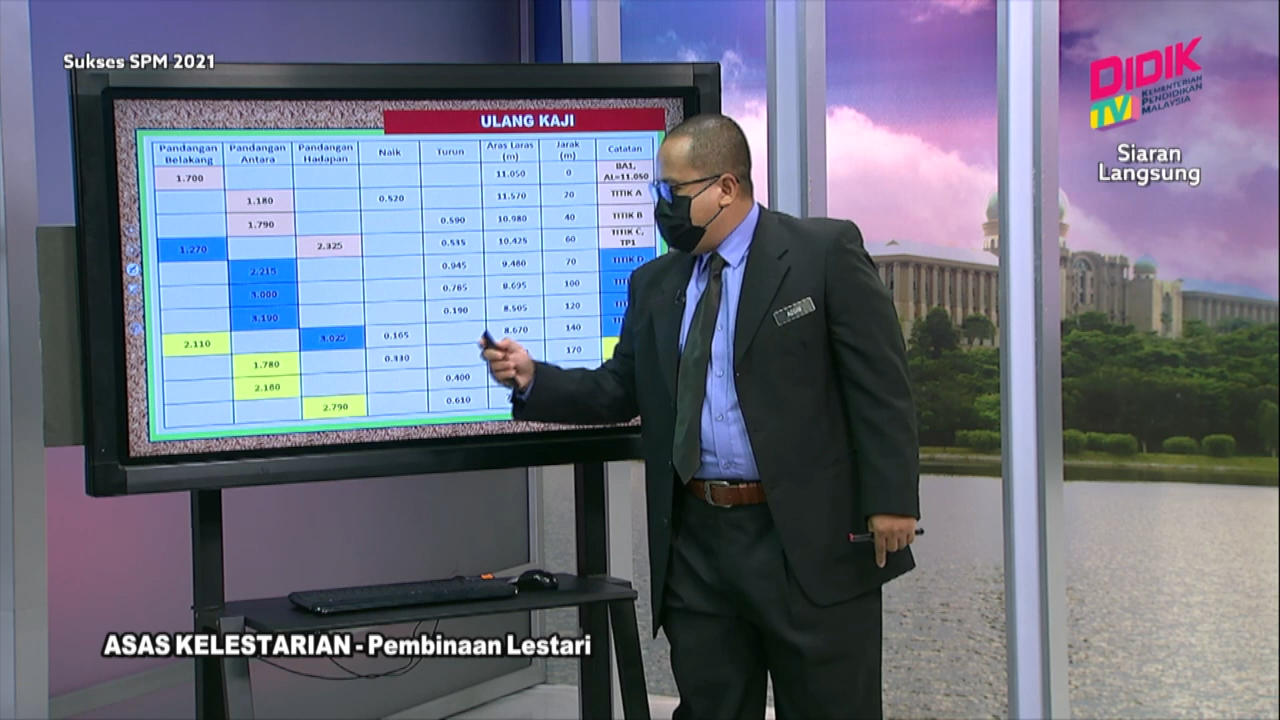 Sukses SPM 2021
DIDIK
TV
KEMENTERIAN
PENDIDIKAN
MALAYSIA
Siaran
Langsung
ULANG KAJI
Pandangan Belakang Pandangan Antara Pandangan Hadapan Naik Turun Aras Laras (m) Jarak (m) Catatan
1.700 11.050 0 BA1, AL=11.050
1.180 0.520 11.570 20 TITIK A
1.790 0.590 10.980 40 TITIK B
1.270 2.325 0.535 10.425 60 TITIK C, TP1
2.215 0.945 9.480 70 TITIK D
3.000 0.785 8.695 100
3.190 0.190 8.505 120
2.110 3.025 0.165 8.670 140
1.780 0.330 170
2.180 0.400
2.790 0.610
ASAS KELESTARIAN - Pembinaan Lestari